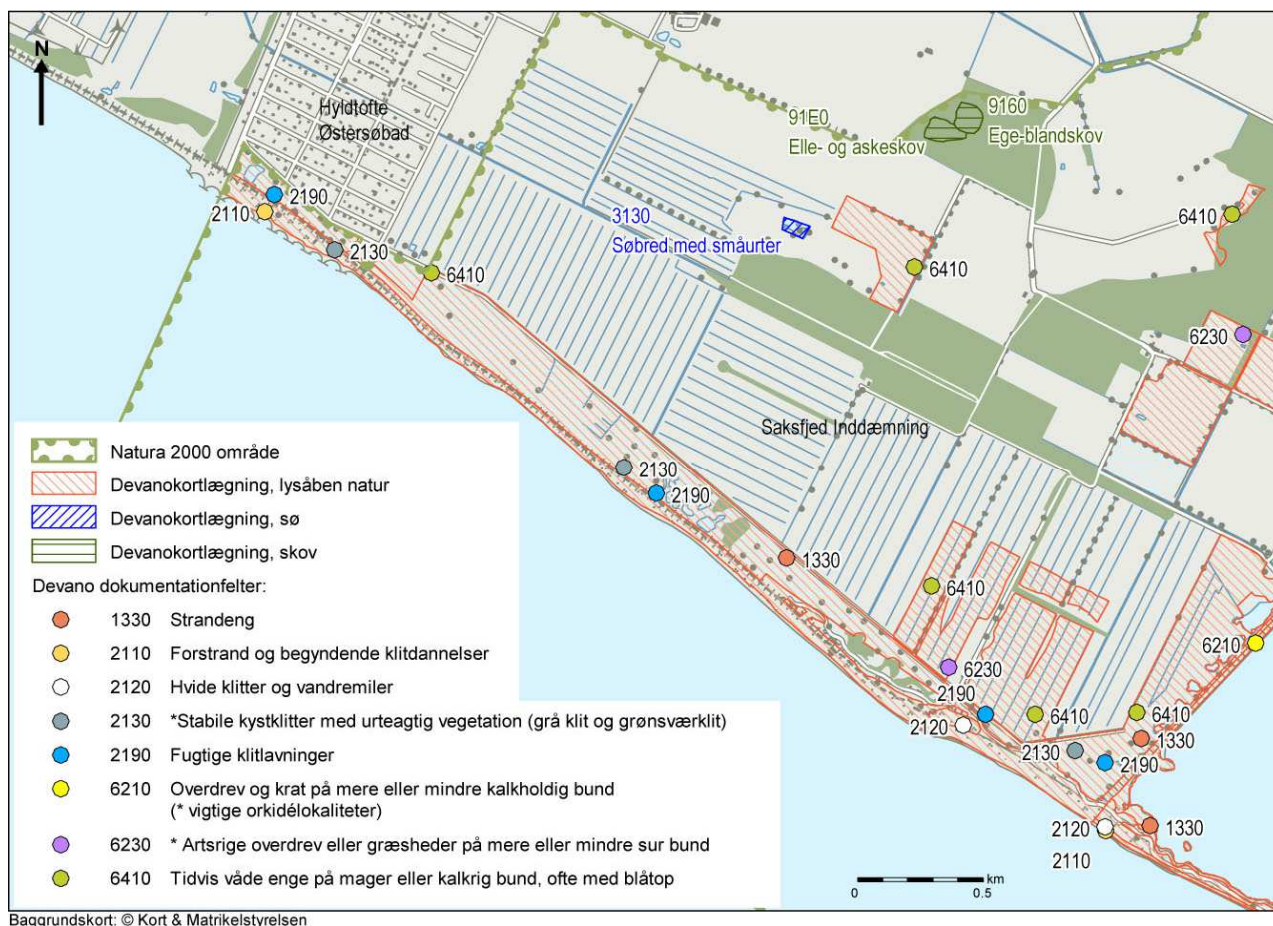 N
Hyldtofte
Østersøbad
91E0
Elle- og askeskov
9160
Ege-blandskov
2190
2110
2130
6410
3130
Søbred med småurter
6410
6410
6230
Saksfjed Inddæmning
2130
2190
1330
6410
6210
6230
2190
2120
6410
6410
2130
1330
2190
2120
1330
2110
Natura 2000 område
Devanokortlægning, lysåben natur
Devanokortlægning, sø
Devanokortlægning, skov
Devano dokumentationfelter:
1330 Strandeng
2110 Forstrand og begyndende klitdannelser
2120 Hvide klitter og vandremiler
2130 *Stabile kystklitter med urteagtig vegetation (grå klit og grønsværklit)
2190 Fugtige klitlavninger
6210 Overdrev og krat på mere eller mindre kalkholdig bund
(* vigtige orkidélokaliteter)
6230 * Artsrige overdrev eller græsheder på mere eller mindre sur bund
6410 Tidvis våde enge på mager eller kalkrig bund, ofte med blåtop
km
0 0.5
Baggrundskort: © Kort & Matrikelstyrelsen